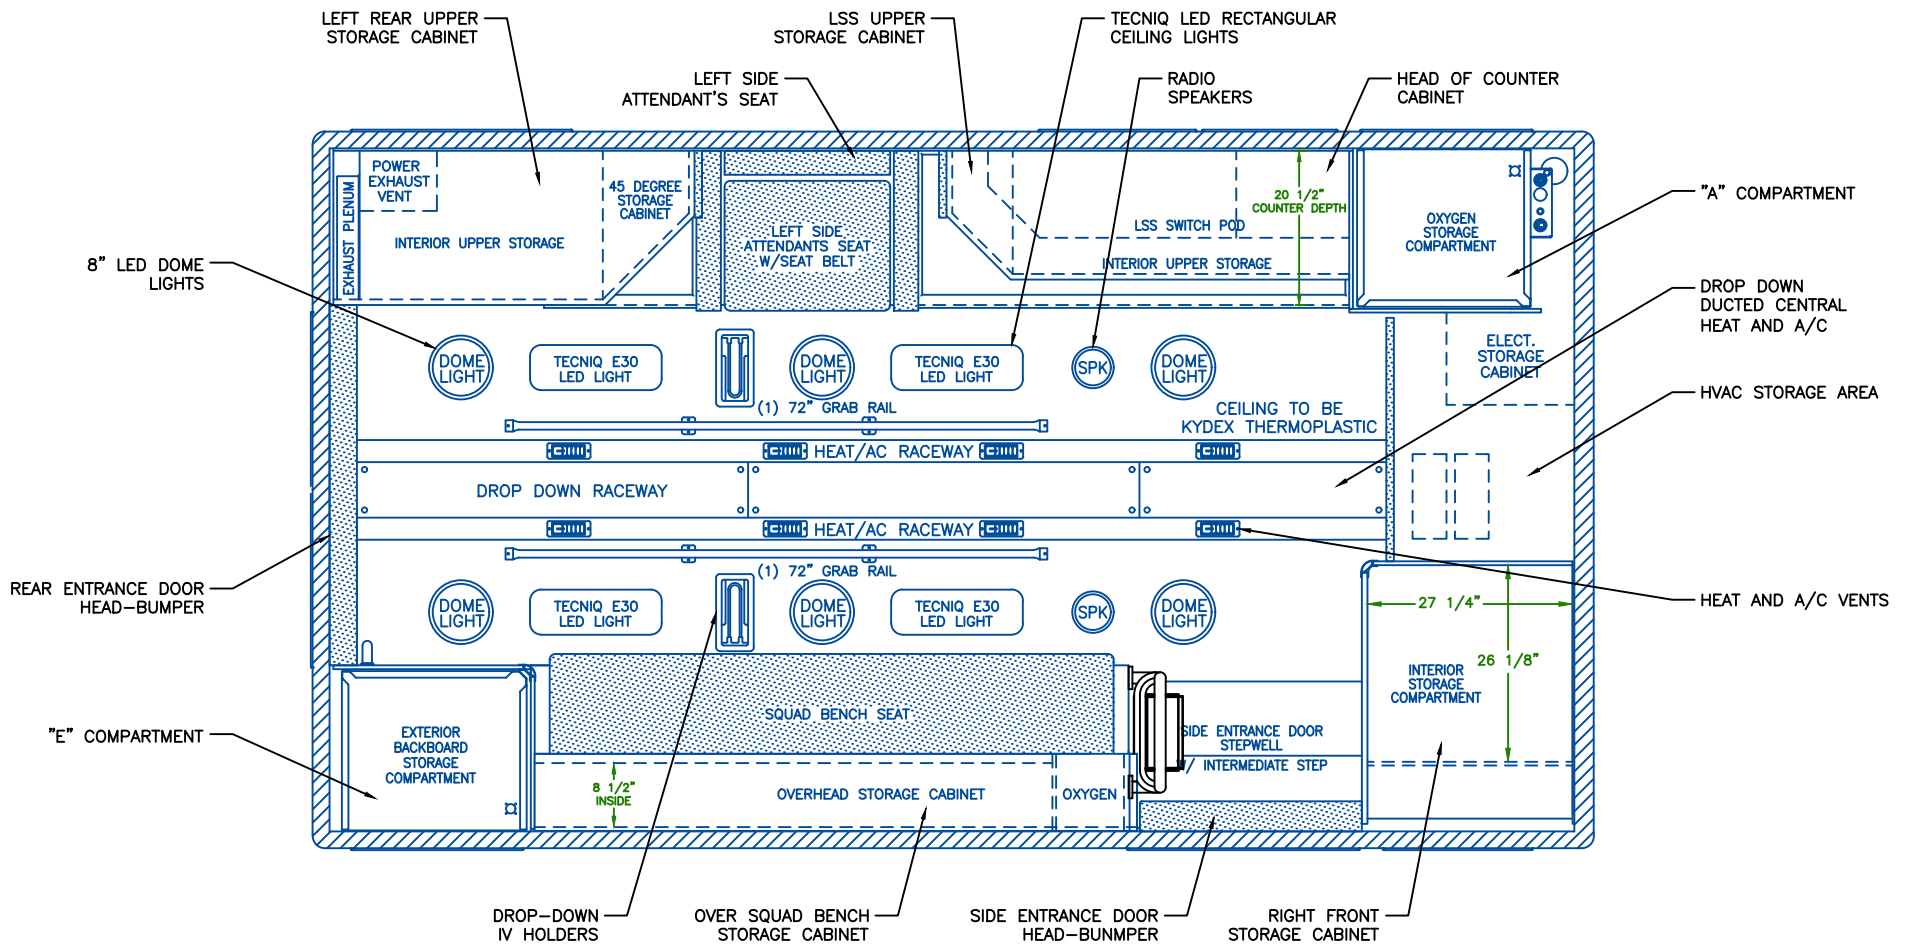 LEFT REAR UPPER
STORAGE CABINET
LSS UPPER
STORAGE CABINET
TECNIQ LED RECTANGULAR
CEILING LIGHTS
LEFT SIDE
ATTENDANT'S SEAT
RADIO
SPEAKERS
HEAD OF COUNTER
CABINET
POWER
EXHAUST
VENT
EXHAUST PLENUM
INTERIOR UPPER STORAGE
45 DEGREE
STORAGE
CABINET
LEFT SIDE
ATTENDANTS SEAT
W/SEAT BELT
LSS SWITCH POD
INTERIOR UPPER STORAGE
20 1/2"
COUNTER DEPTH
OXYGEN
STORAGE
COMPARTMENT
"A" COMPARTMENT
8" LED DOME
LIGHTS
DROP DOWN
DUCTED CENTRAL
HEAT AND A/C
DOME
LIGHT
TECNIQ E30
LED LIGHT
DOME
LIGHT
TECNIQ E30
LED LIGHT
SPK
DOME
LIGHT
ELECT.
STORAGE
CABINET
(1) 72" GRAB RAIL
CEILING TO BE
KYDEX THERMOPLASTIC
HVAC STORAGE AREA
HEAT/AC RACEWAY
DROP DOWN RACEWAY
HEAT/AC RACEWAY
(1) 72" GRAB RAIL
REAR ENTRANCE DOOR
HEAD-BUMPER
DOME
LIGHT
TECNIQ E30
LED LIGHT
DOME
LIGHT
TECNIQ E30
LED LIGHT
SPK
DOME
LIGHT
27 1/4"
HEAT AND A/C VENTS
26 1/8"
INTERIOR
STORAGE
COMPARTMENT
SQUAD BENCH SEAT
SIDE ENTRANCE DOOR
STEPWELL
W/ INTERMEDIATE STEP
"E" COMPARTMENT
EXTERIOR
BACKBOARD
STORAGE
COMPARTMENT
8 1/2"
INSIDE
OVERHEAD STORAGE CABINET
OXYGEN
DROP-DOWN
IV HOLDERS
OVER SQUAD BENCH
STORAGE CABINET
SIDE ENTRANCE DOOR
HEAD-BUNMPER
RIGHT FRONT
STORAGE CABINET